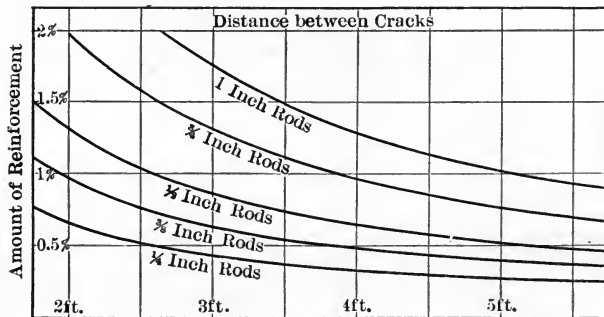 Distance between Cracks
Amount of Reinforcement
2%
1.5%
1%
0.5%
1 Inch Rods
¾ Inch Rods
½ Inch Rods
⅜ Inch Rods
¼ Inch Rods
2ft.
3ft.
4ft.
5ft.